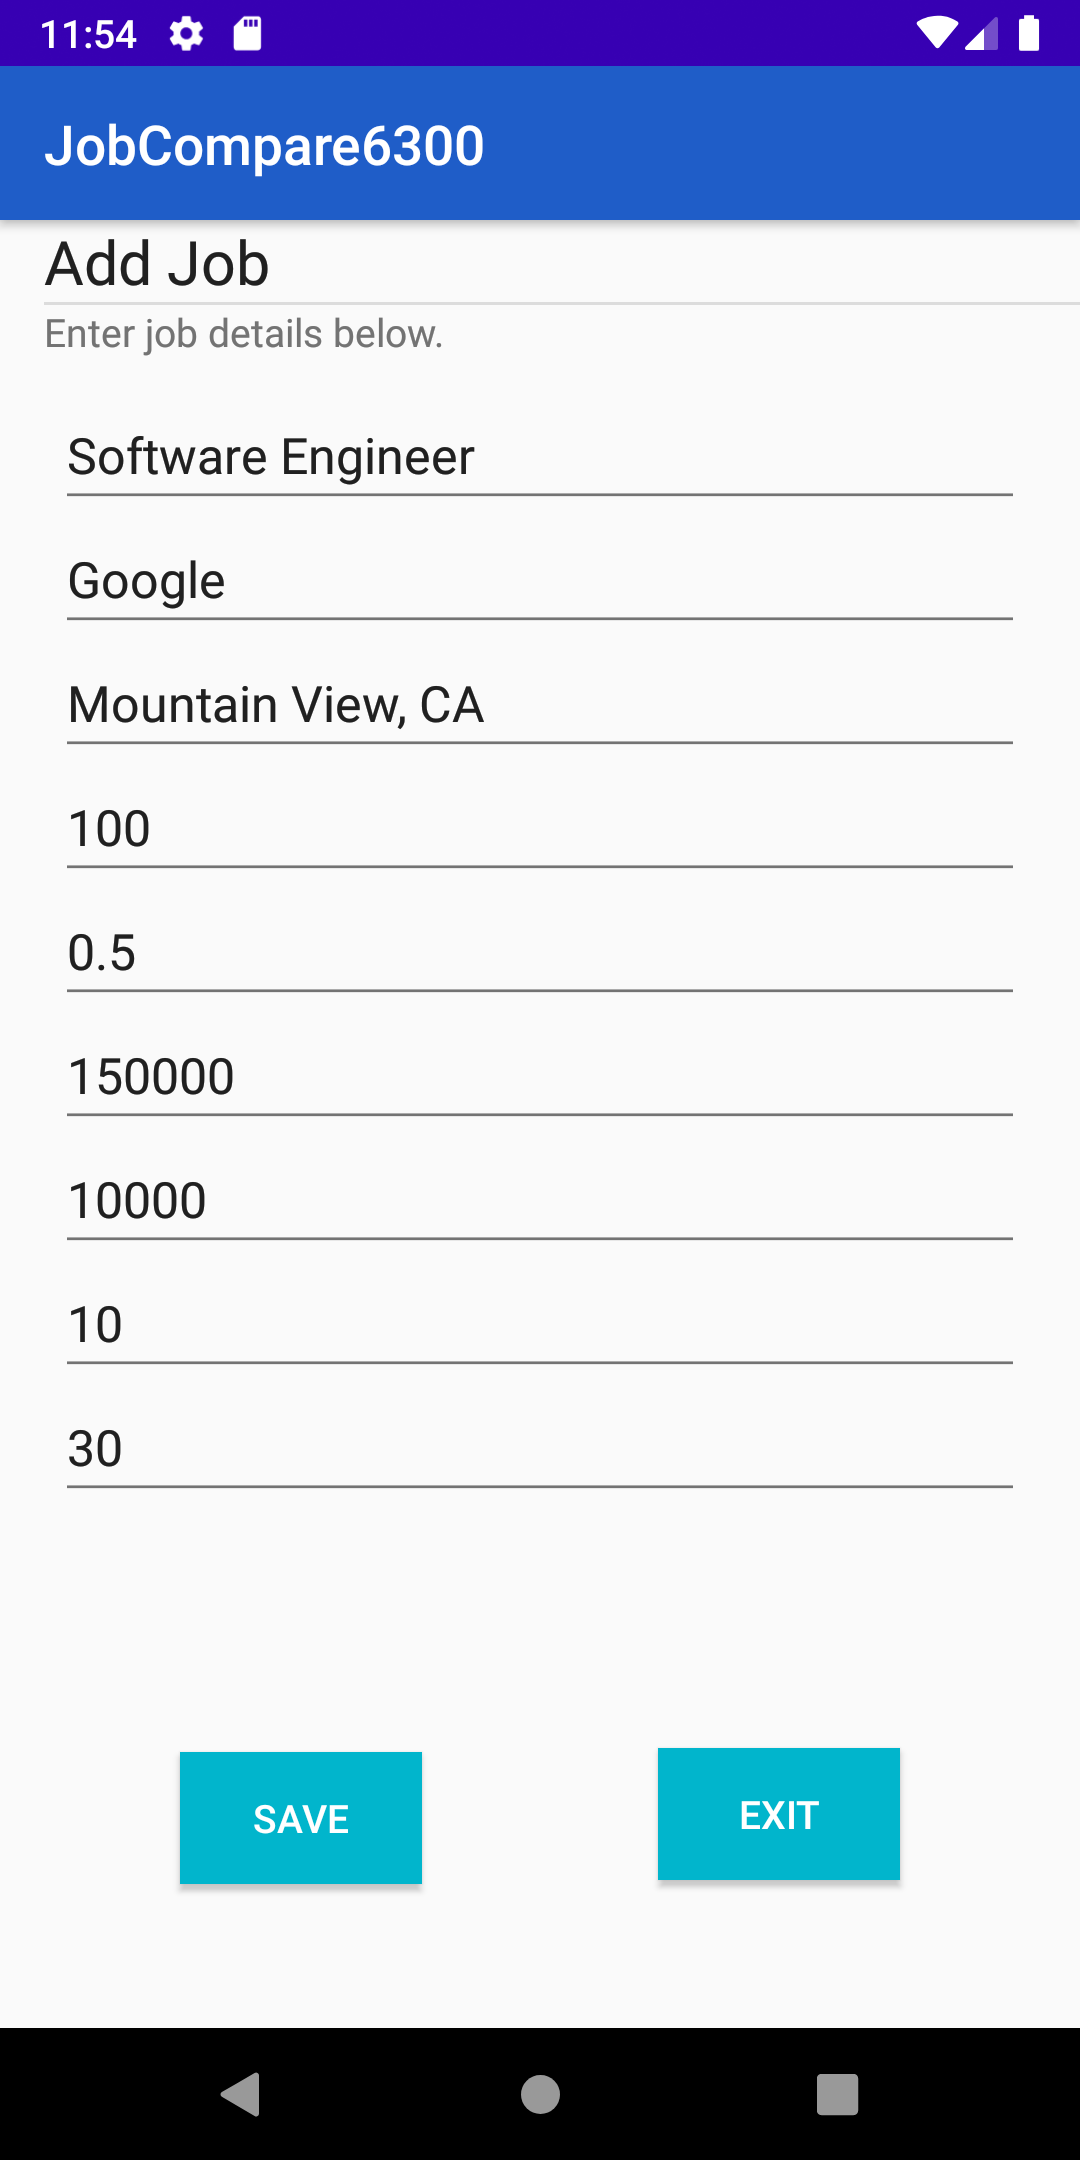 11:54
JobCompare6300
Add Job
Enter job details below.
Software Engineer
Google
Mountain View, CA
100
0.5
150000
10000
10
30
SAVE
EXIT